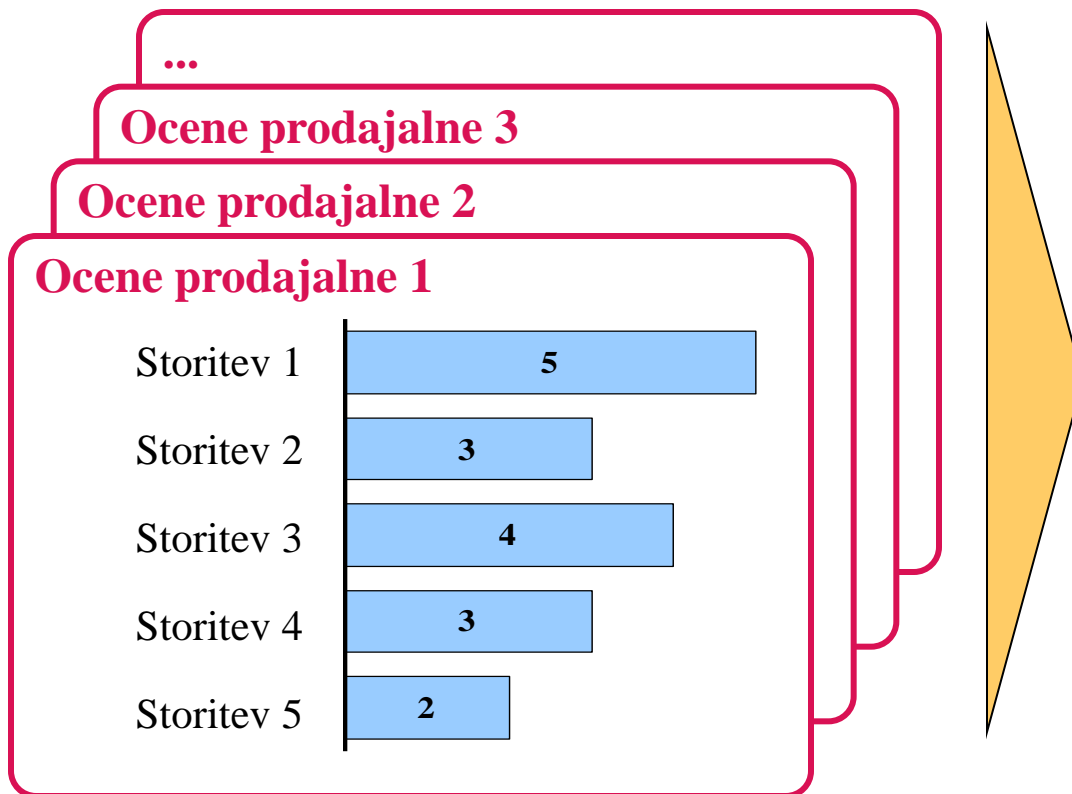 ...
Ocene prodajalne 3
Ocene prodajalne 2
Ocene prodajalne 1
Storitev 1 5
Storitev 2 3
Storitev 3 4
Storitev 4 3
Storitev 5 2